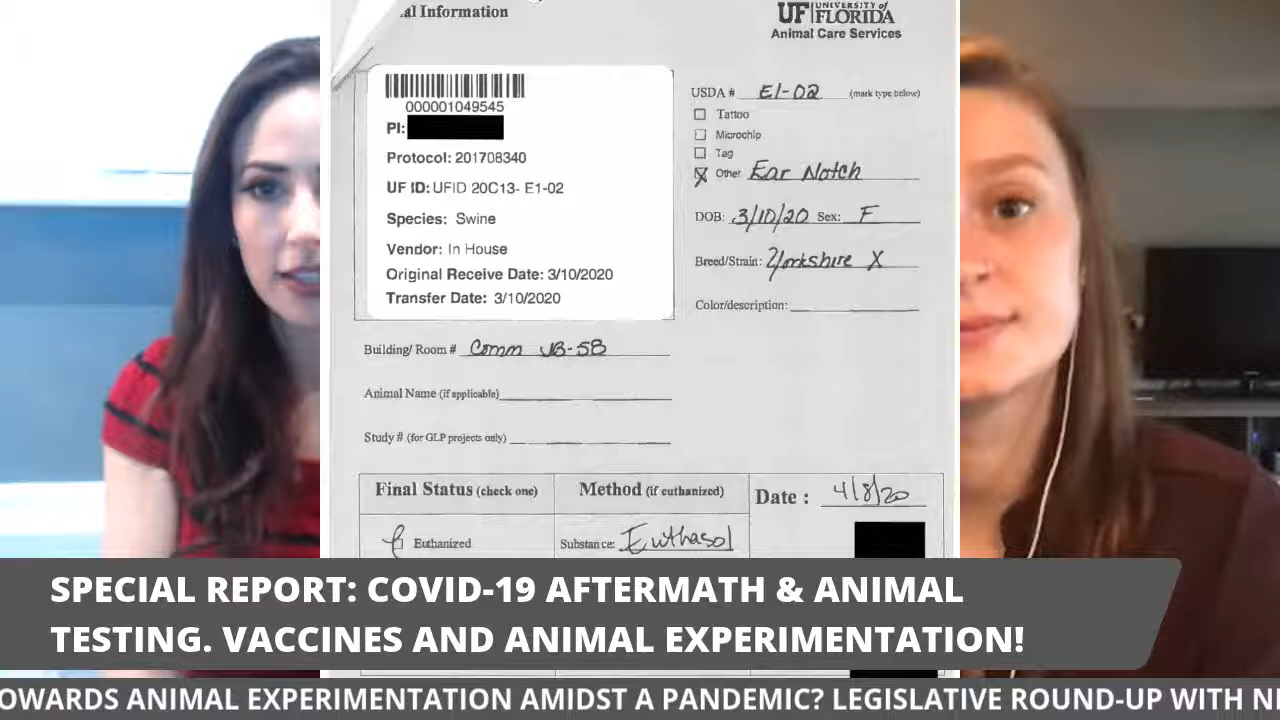 al Information
UF UNIVERSITY of FLORIDA
Animal Care Services
000001049545
PI:
Protocol: 201708340
UF ID: UFID 20C13- E1-02
Species: Swine
Vendor: In House
Original Receive Date: 3/10/2020
Transfer Date: 3/10/2020
USDA # E1-02 (mark type below)
Tattoo
Microchip
Tag
Other Ear Notch
DOB: 3/10/20 Sex: F
Breed/Strain: Yorkshire X
Color/description:
Building/ Room # Comm JB-5B
Animal Name (if applicable)
Study # (for GLP projects only)
Final Status (check one) Method (if euthanized) Date : 4/8/20
Euthanized Substance: Euthasol
SPECIAL REPORT: COVID-19 AFTERMATH & ANIMAL
TESTING. VACCINES AND ANIMAL EXPERIMENTATION!
OWARDS ANIMAL EXPERIMENTATION AMIDST A PANDEMIC? LEGISLATIVE ROUND-UP WITH N